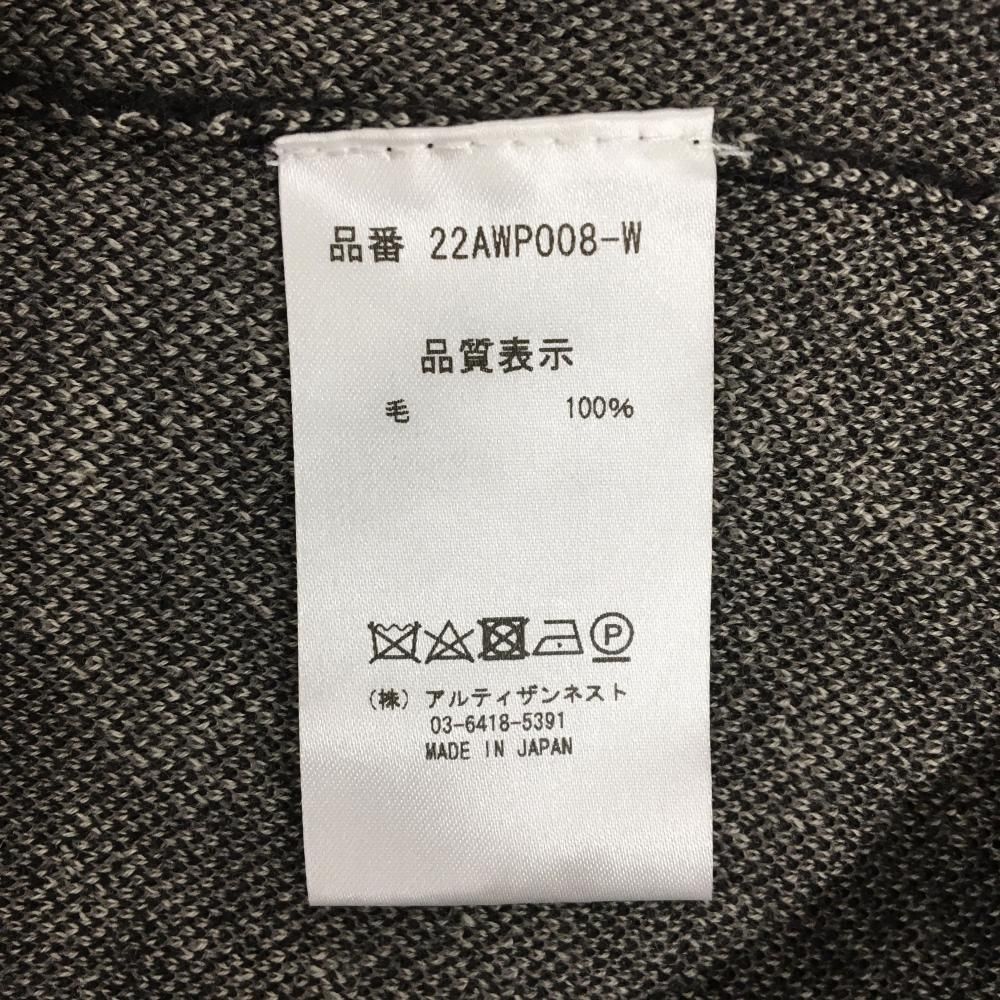 品番 22AWP008-W
品質表示
毛 100%
P
(株) アルティザンネスト
03-6418-5391
MADE IN JAPAN